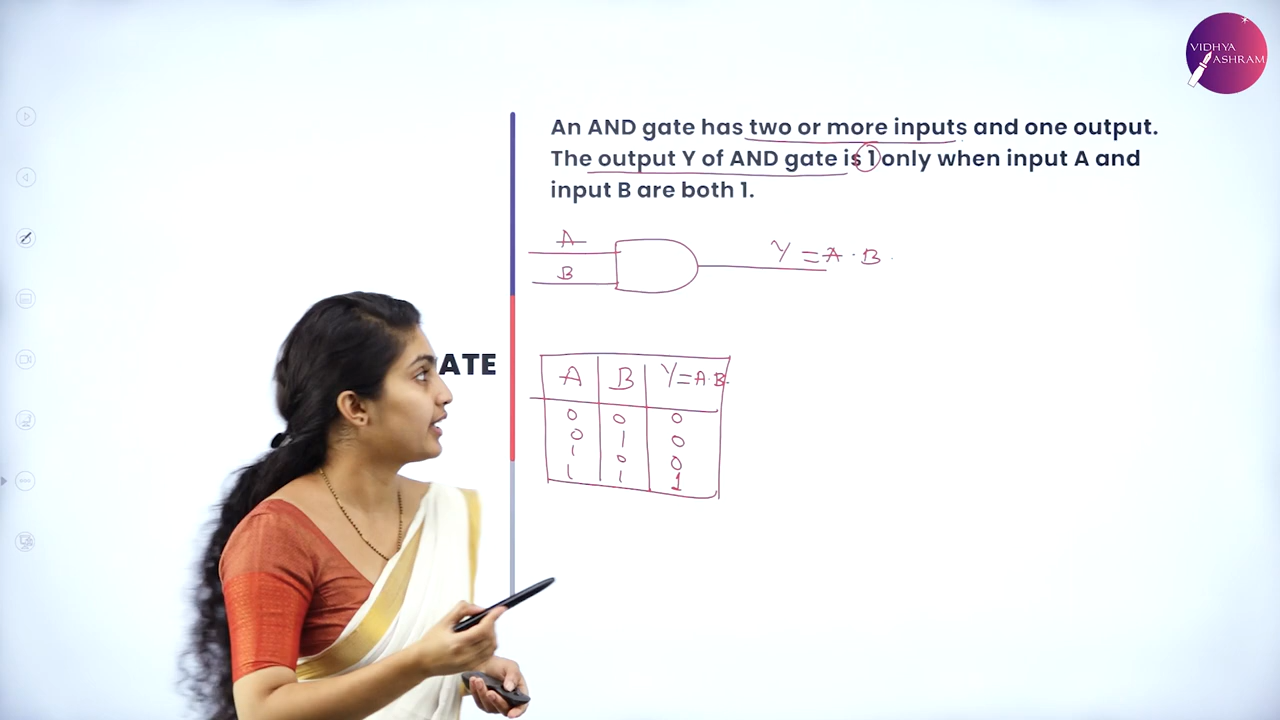 VIDHYA
ASHRAM
An AND gate has two or more inputs and one output.
The output Y of AND gate is 1 only when input A and
input B are both 1.
A
B
Y = A · B
ATE
A B Y=A·B
0 0 0
0 1 0
1 0 0
1 1 1